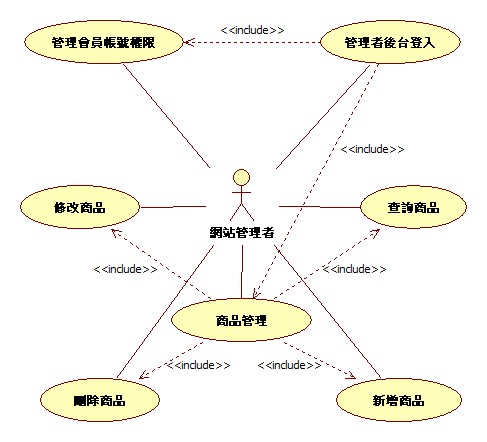 <<include>>
管理會員帳號權限
管理者後台登入
<<include>>
修改商品
查詢商品
網站管理者
<<include>>
<<include>>
商品管理
<<include>>
<<include>>
刪除商品
新增商品